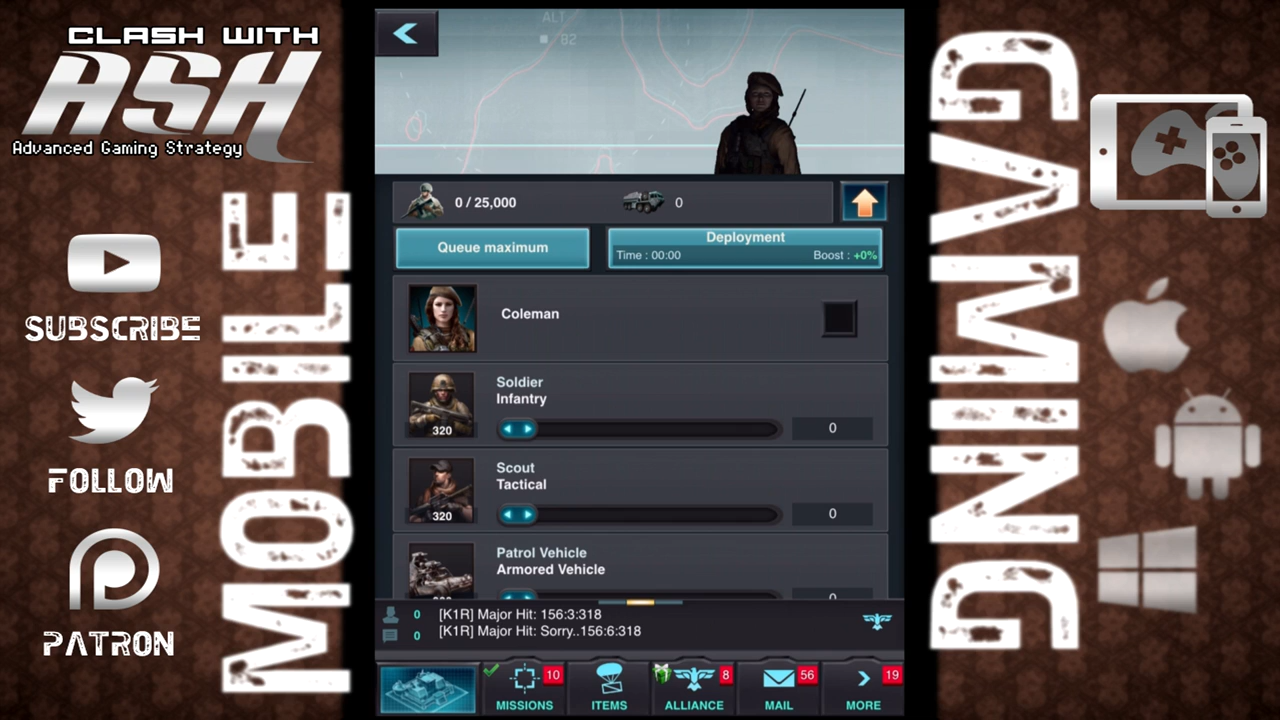 CLASH WITH
ASH
Advanced Gaming Strategy
SUBSCRIBE
FOLLOW
PATRON
MOBILE
ALT
82
0 / 25,000
0
Queue maximum
Deployment
Time : 00:00
Boost : +0%
Coleman
Soldier
Infantry
320
0
Scout
Tactical
320
0
Patrol Vehicle
Armored Vehicle
0
[K1R] Major Hit: 156:3:318
0
[K1R] Major Hit: Sorry..156:6:318
10
8
56
19
MISSIONS
ITEMS
ALLIANCE
MAIL
MORE
GAMING